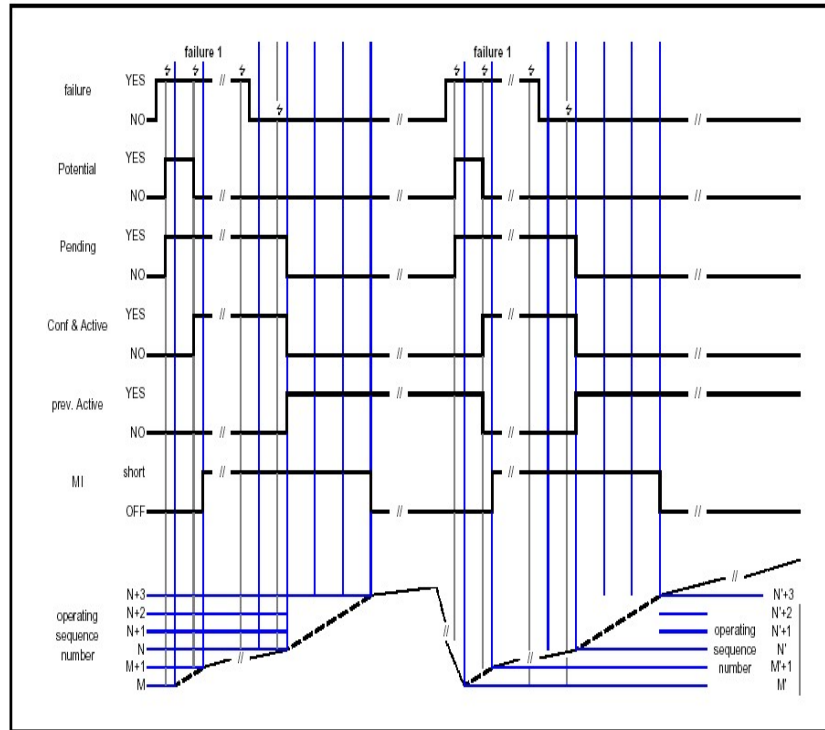 failure 1 failure 1
failure YES
NO
// // // //
Potential YES
NO
// // // //
Pending YES
NO
// // // //
Conf & Active YES
NO
// // // //
prev. Active YES
NO
// // // //
MI short
OFF
// // // //
operating
sequence
number
N+3
N+2
N+1
N
M+1
M
// // //
operating
sequence
number
N'+3
N'+2
N'+1
N'
M'+1
M'